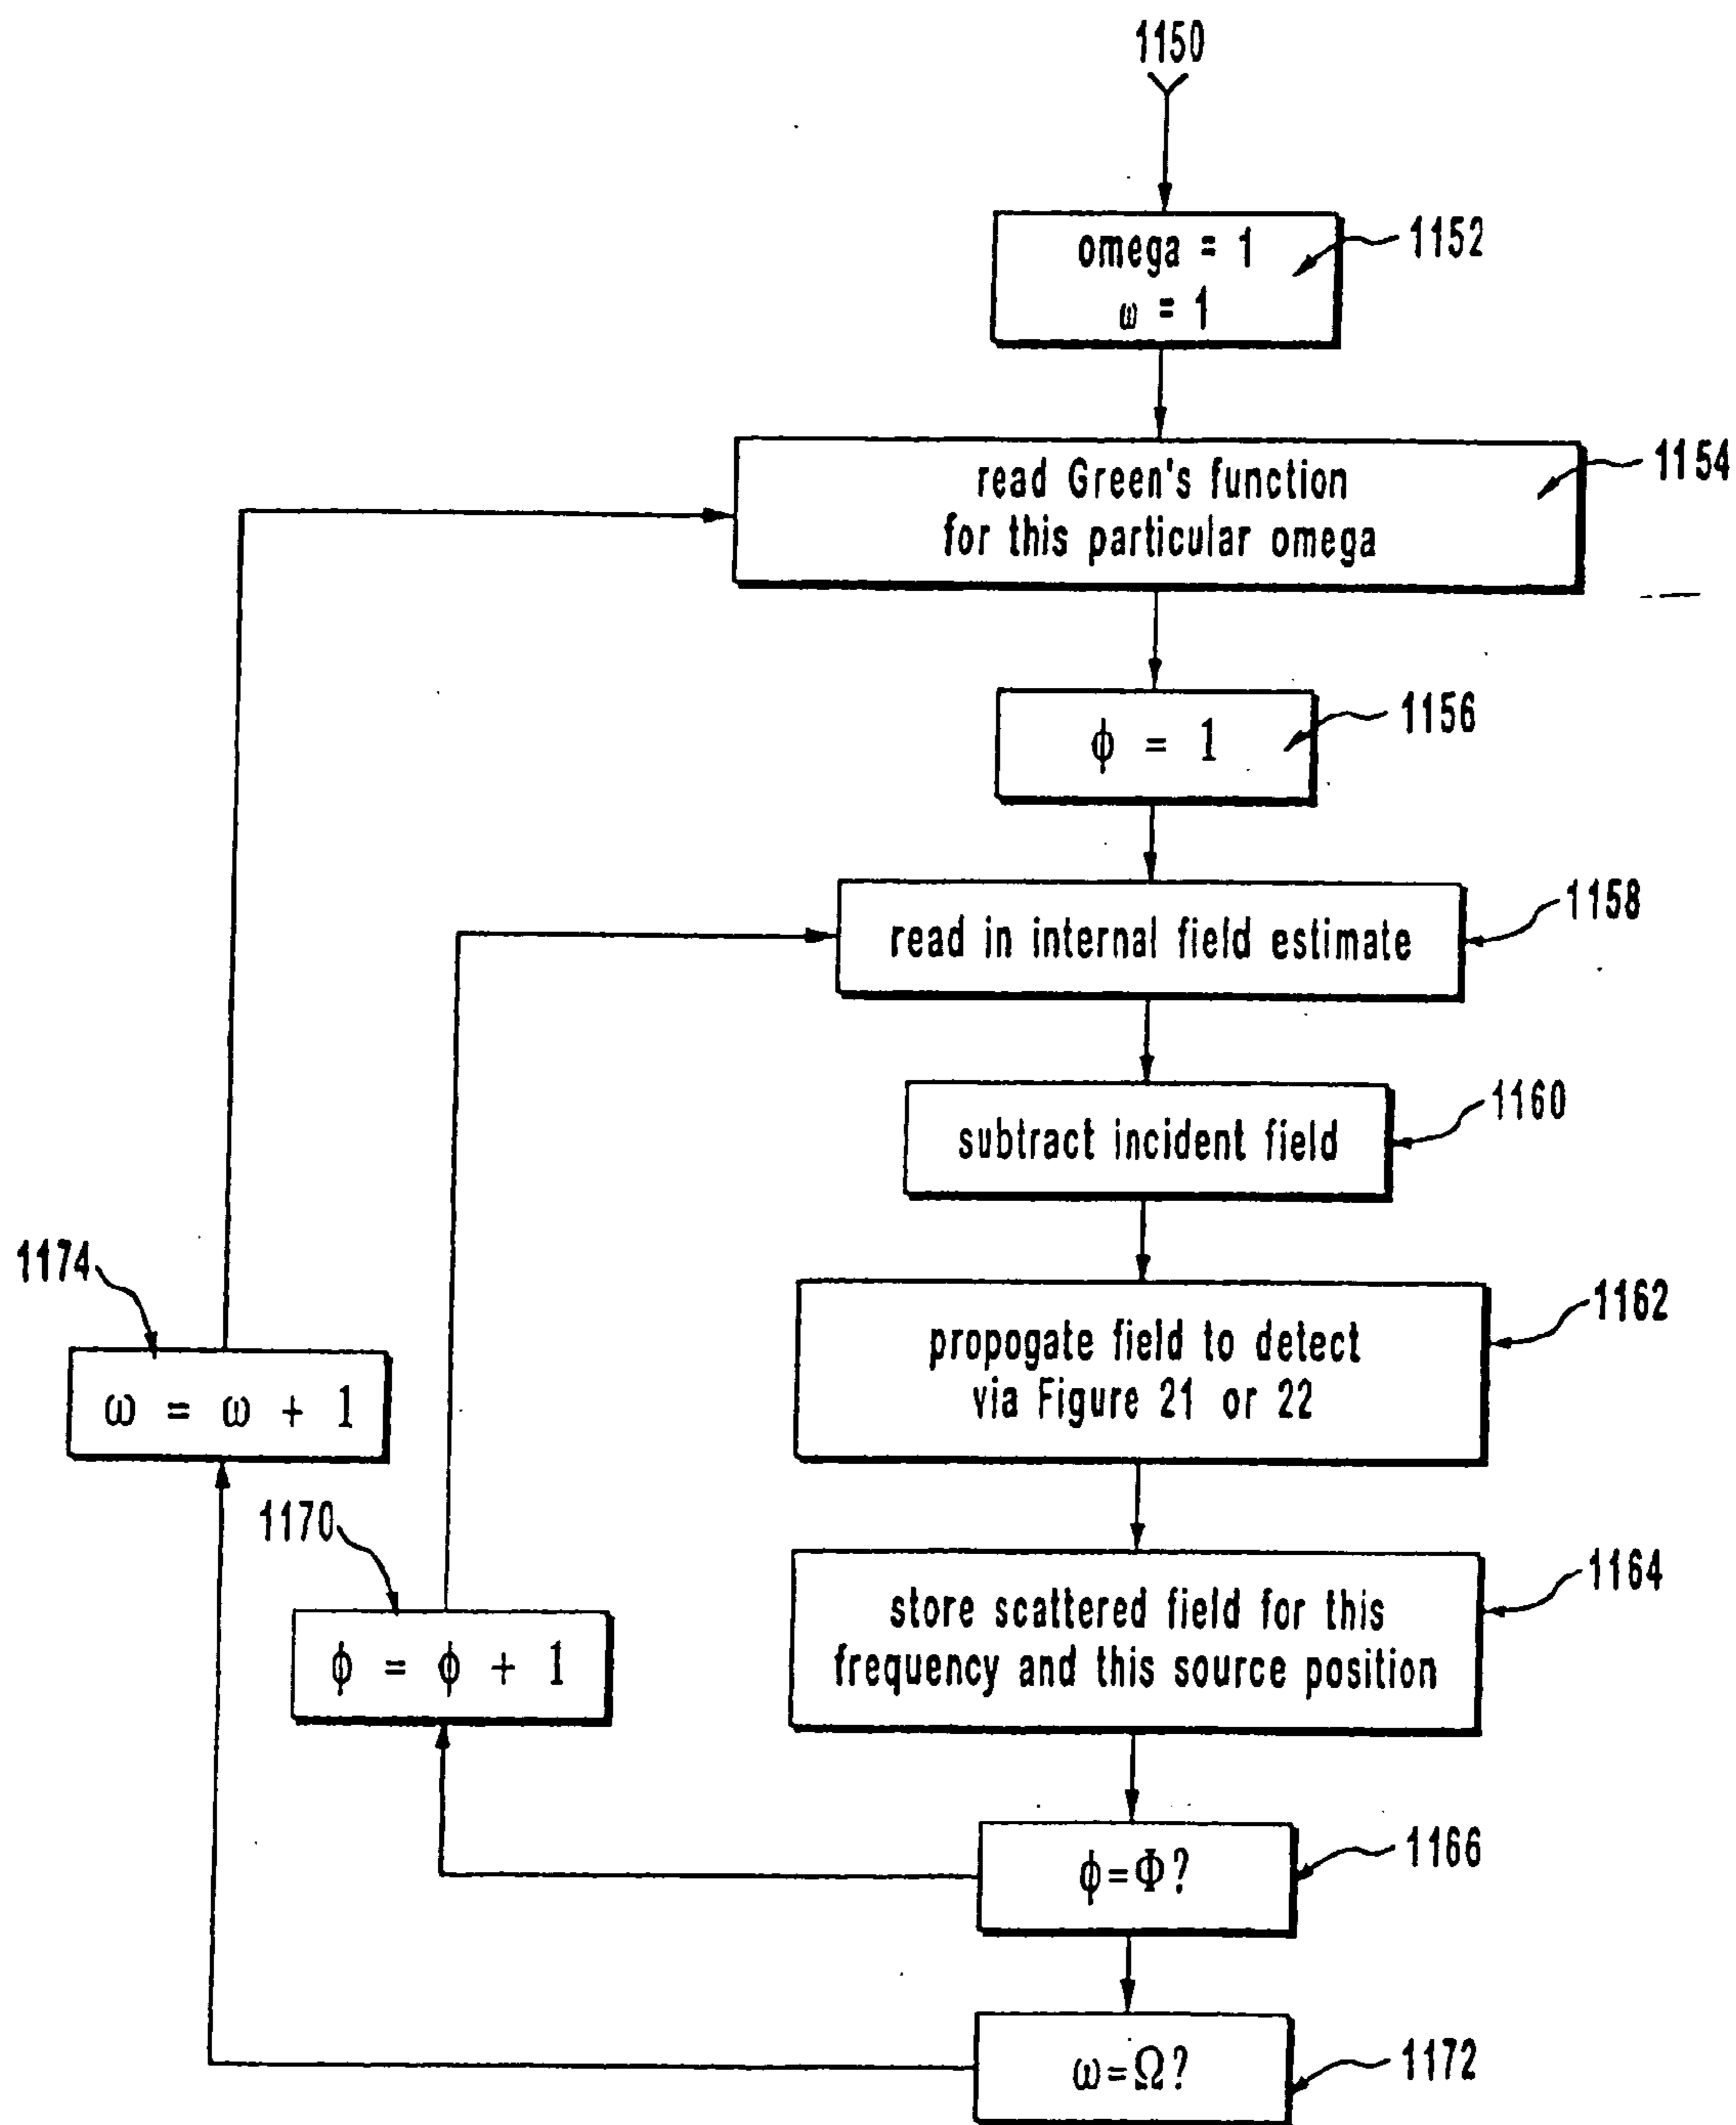 1150
omega = 1
ω = 1
1152
read Green's function
for this particular omega
1154
ϕ = 1
1156
read in internal field estimate
1158
subtract incident field
1160
propogate field to detect
via Figure 21 or 22
1162
store scattered field for this
frequency and this source position
1164
ϕ=Φ?
1166
ω=Ω?
1172
1174
ω = ω + 1
1170
ϕ = ϕ + 1